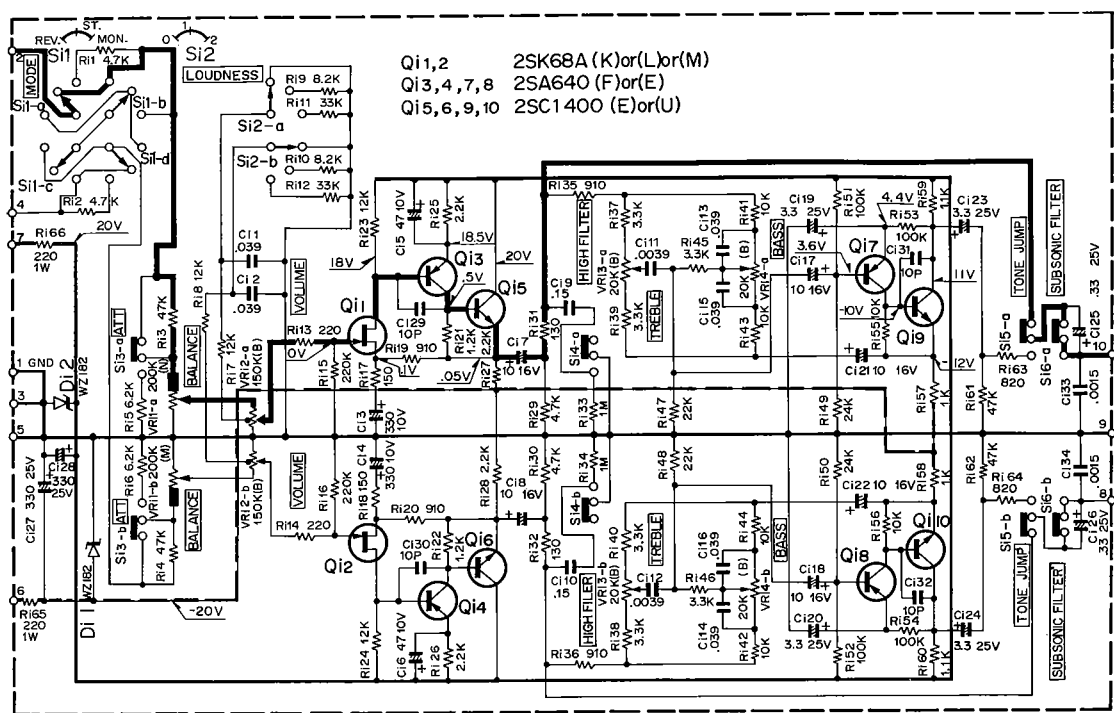 REV. ST. MON.
Si1
Ri1 4.7K
MODE
Si1-a
Si1-b
Si1-c
Si1-d
Ri2 4.7K
0 1 2
Si2
LOUDNESS
Si2-a
Si2-b
Ri9 8.2K
Ri11 33K
Ri10 8.2K
Ri12 33K
Qi1,2 2SK68A (K)or(L)or(M)
Qi3,4,7,8 2SA640 (F)or(E)
Qi5,6,9,10 2SC1400 (E)or(U)
2
4
7
1 GND
3
5
6
Ri66
220
1W
20V
Ri8 12K
Ci1
.039
Ci2
.039
VOLUME
Ri7 12K
VRi2-a
150K(B)
Ri3 47K
Si3-a
ATT
BALANCE
(N)
Ri5 6.2K
VRi1-a 200K
Di2
WZ182
Ci28
330
25V
Ci27 330 25V
Ri6 6.2K
VRi1-b 200K
(M)
Si3-b
ATT
Ri4 47K
BALANCE
VRi2-b
150K(B)
VOLUME
Di1
WZ182
Ri65
220
1W
-20V
Ri13 220
0V
Ri15
220K
Ri16
220K
Ri14 220
Qi1
Qi2
18V
Ri23 12K
Ci5 47 10V
Ri25
2.2K
18.5V
Qi3
.5V
Qi5
20V
Ci29
10P
Ri19 910
.1V
Ri21
1.2K
.05V
Ri27
2.2K
Ci7
10 16V
Ri17
150
Ci3
330
10V
Ci4
330 10V
Ri18 150
Ri20 910
Ci30
10P
Ri22
1.2K
Qi6
Qi4
Ri28 2.2K
Ci8
10 16V
Ri24 12K
Ci6 47 10V
Ri26
2.2K
Ri35 910
HIGH FILTER
Ci9
.15
Ri31
130
Si4-a
Ri29
4.7K
Ri33
1M
Ri30
4.7K
Ri34
1M
Si4-b
Ri32
130
Ci10
.15
HIGH FILER
Ri36 910
Ri37
3.3K
VRi3-a
20K(B)
Ci11
.0039
Ri39
3.3K
TREBLE
Ri45
3.3K
Ci13
.039
Ri41
10K
(B)
20K
VRi4-a
Ci15
.039
Ri43
10K
BASS
Ri47
22K
Ri48
22K
Ri40
3.3K
TREBLE
VRi3-b
20K(B)
Ci12
.0039
Ri38
3.3K
Ri46
3.3K
Ci16
.039
Ri44
10K
(B)
20K
VRi4-b
Ci14
.039
Ri42
10K
BASS
Ri51
100K
Ci19
3.3 25V
3.6V
Ci17
10 16V
4.4V
Ri53
100K
Qi7
Ci31
10P
-10V
Ri55
10K
Qi9
Ri59
1.1K
11V
-12V
Ci21 10 16V
Ri57
1K
Ri49
24K
Ri50
24K
Ri58
1K
Ci22 10 16V
Ri56
10K
Qi10
Ci18
10 16V
Qi8
Ci32
10P
Ri54
100K
Ci20
3.3 25V
Ri52
100K
Ri60
1.1K
Ci23
3.3 25V
Ci24
3.3 25V
Ri61
47K
Ri62
47K
Ri63
820
Ri64
820
TONE JUMP
SUBSONIC FILTER
Si5-a
Si6-a
.33 25V
Ci25
10
Ci33
.0015
9
Ci34
.0015
8
Si6-b
Ci26
.33 25V
Si5-b
TONE JUMP
SUBSONIC FILTER